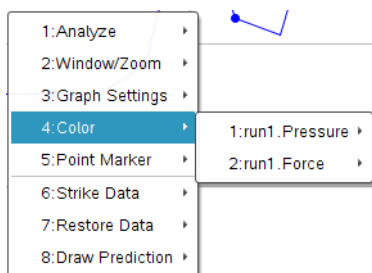 1:Analyze
2:Window/Zoom
3:Graph Settings
4:Color
5:Point Marker
6:Strike Data
7:Restore Data
8:Draw Prediction
1:run1.Pressure
2:run1.Force